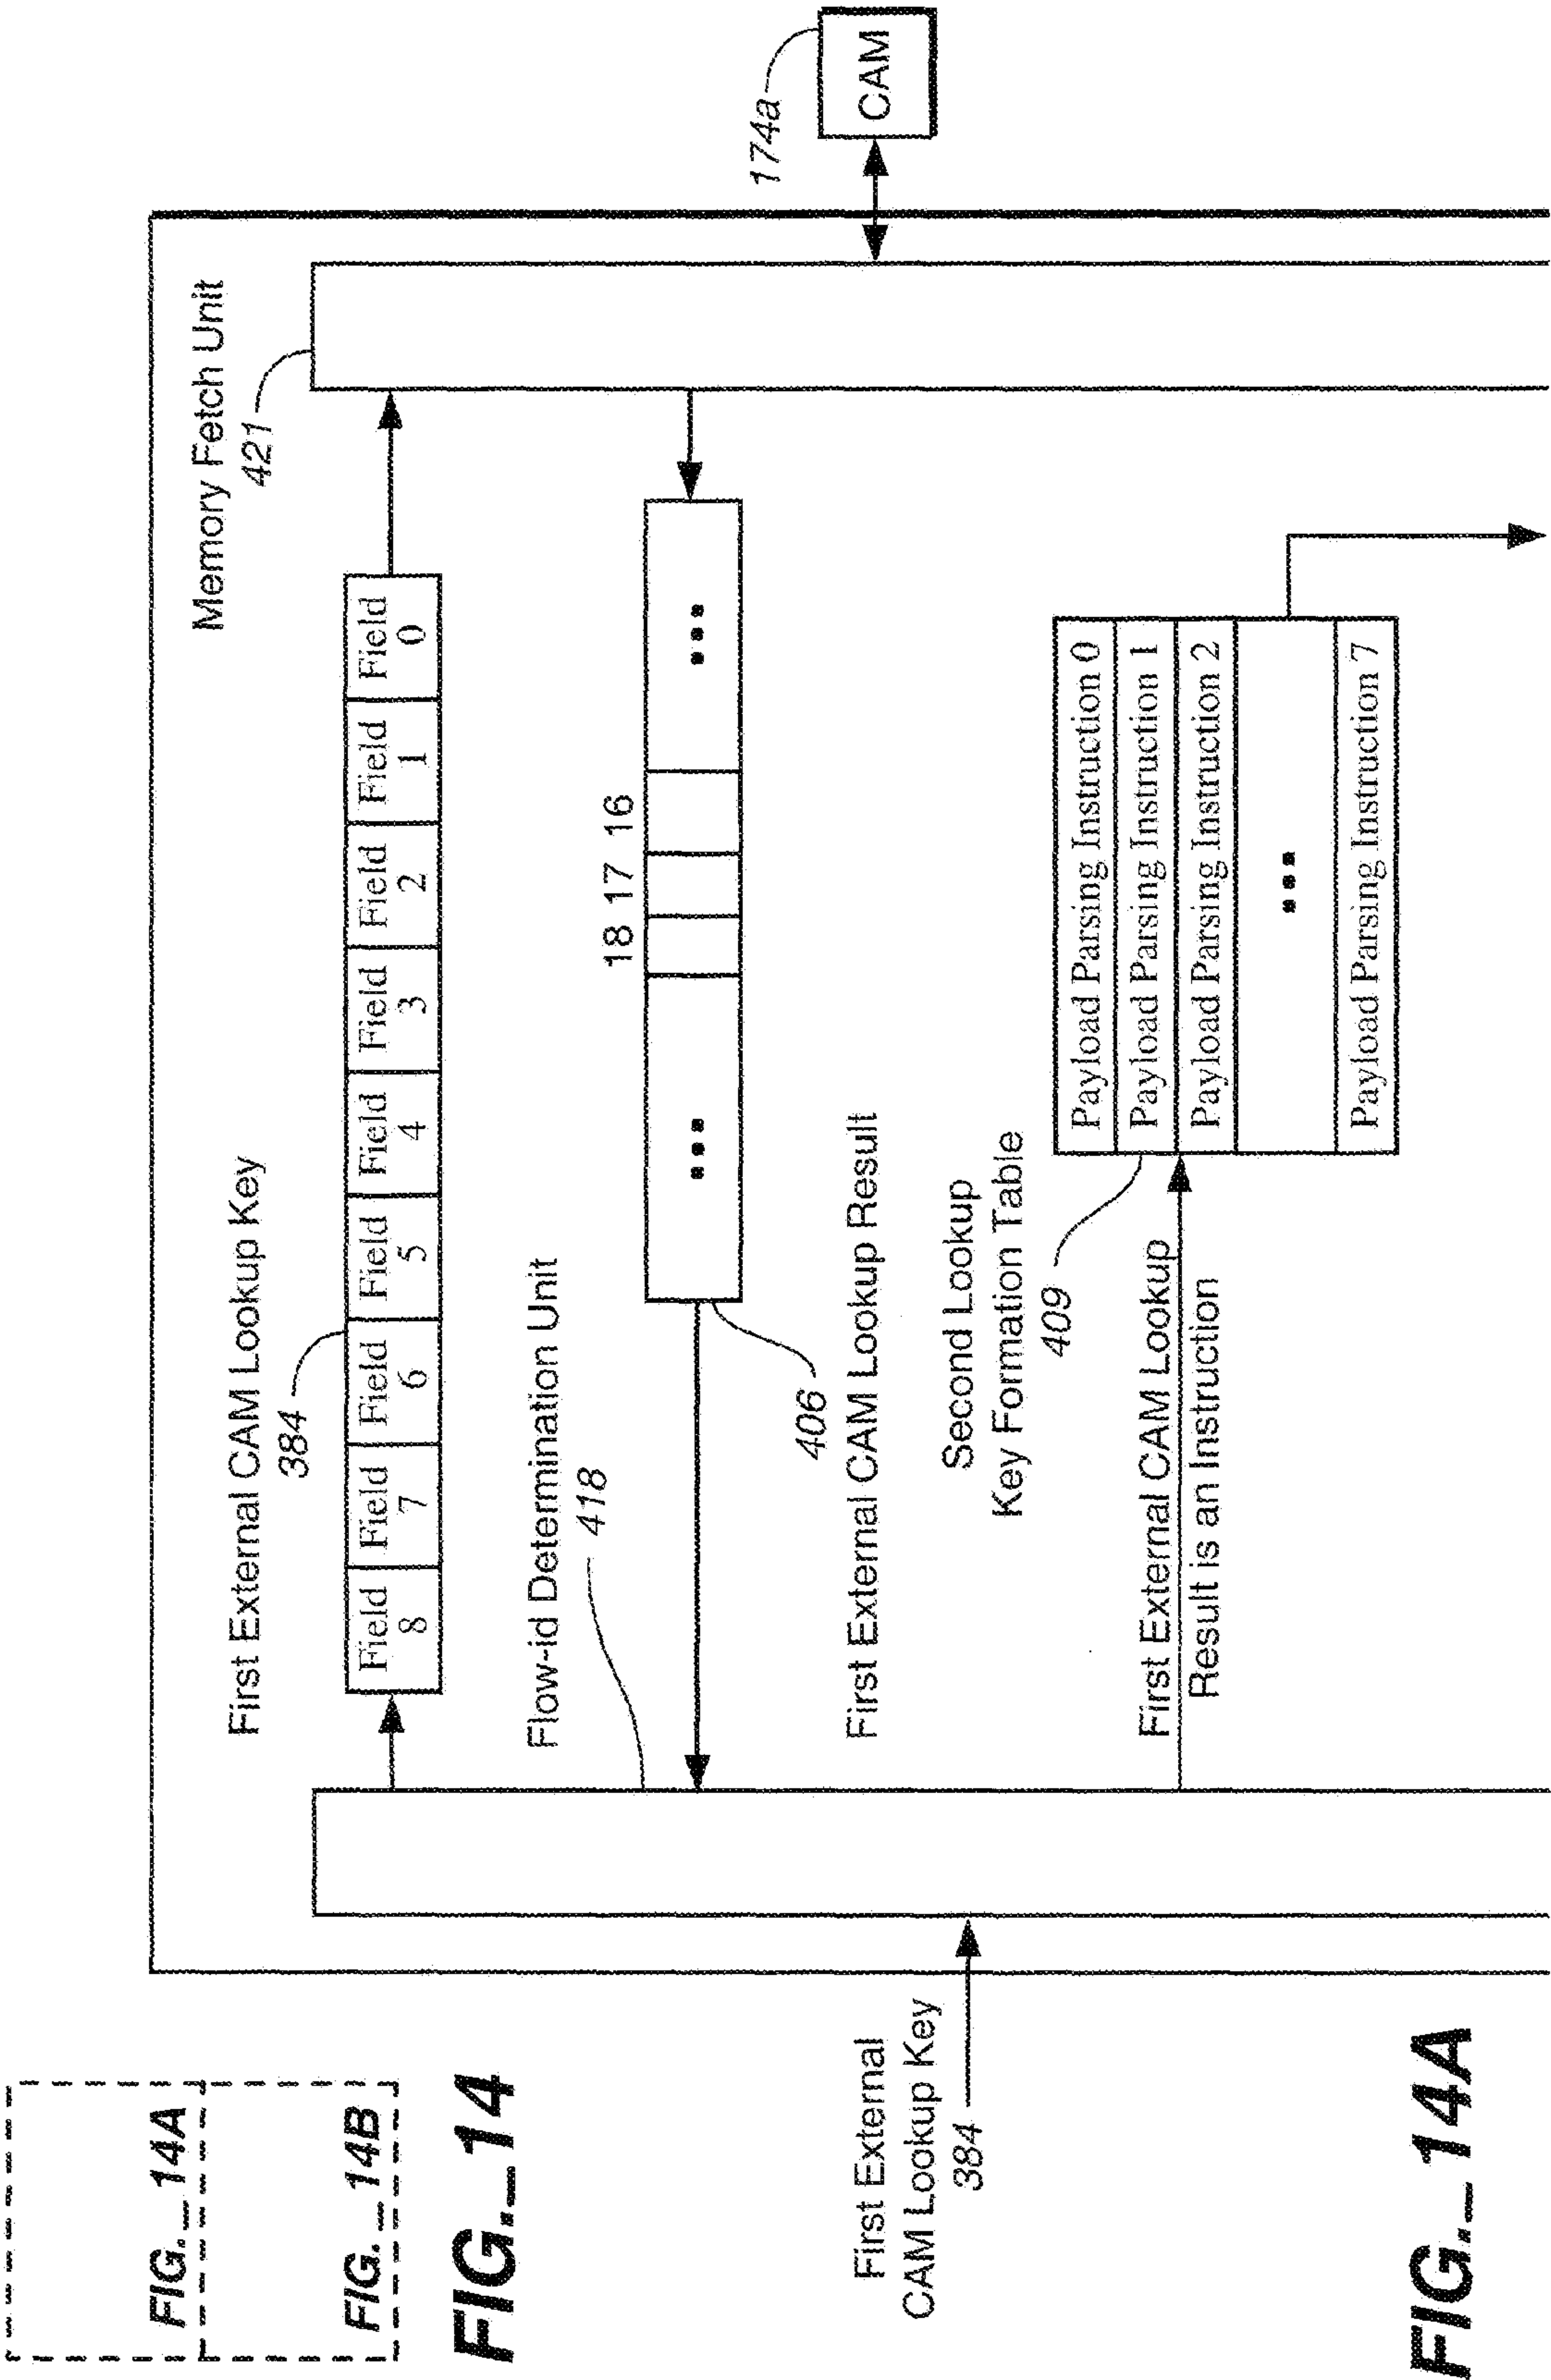 FIG._14A
FIG._14B
FIG._14
First External CAM Lookup Key
384
Memory Fetch Unit
421
Field 8
Field 7
Field 6
Field 5
Field 4
Field 3
Field 2
Field 1
Field 0
Flow-id Determination Unit
418
18 17 16
... ...
174a
CAM
406
First External CAM Lookup Result
First External
CAM Lookup Key
384
Second Lookup
Key Formation Table
409
First External CAM Lookup
Result is an Instruction
Payload Parsing Instruction 0
Payload Parsing Instruction 1
Payload Parsing Instruction 2
...
Payload Parsing Instruction 7
FIG._14A